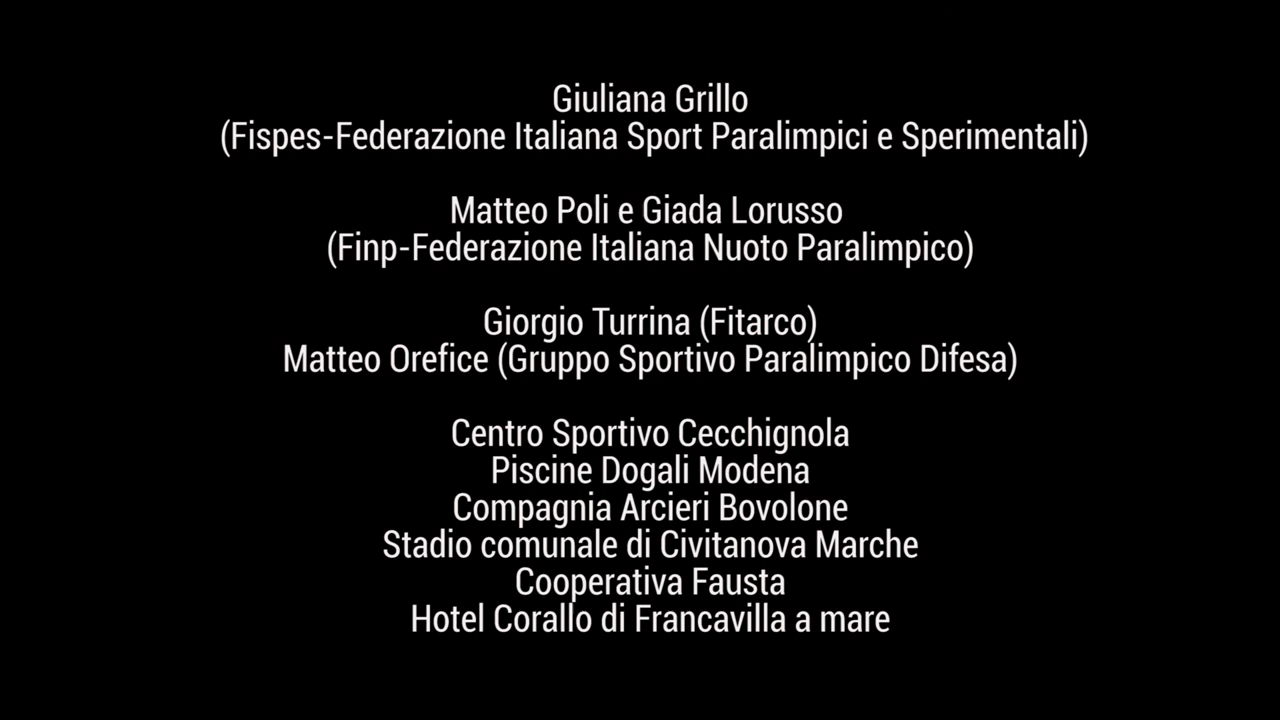 Giuliana Grillo
(Fispes-Federazione Italiana Sport Paralimpici e Sperimentali)
Matteo Poli e Giada Lorusso
(Finp-Federazione Italiana Nuoto Paralimpico)
Giorgio Turrina (Fitarco)
Matteo Orefice (Gruppo Sportivo Paralimpico Difesa)
Centro Sportivo Cecchignola
Piscine Dogali Modena
Compagnia Arcieri Bovolone
Stadio comunale di Civitanova Marche
Cooperativa Fausta
Hotel Corallo di Francavilla a mare